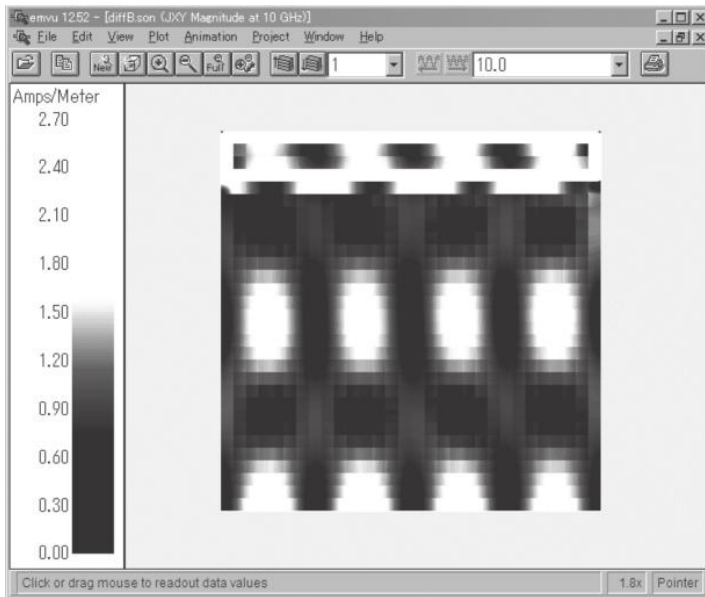 emvu 12.52 - [diffB.son (JXY Magnitude at 10 GHz)]
File Edit View Plot Animation Project Window Help
New Full 1 10.0
Amps/Meter
2.70
2.40
2.10
1.80
1.50
1.20
0.90
0.60
0.30
0.00
Click or drag mouse to readout data values 1.8x Pointer